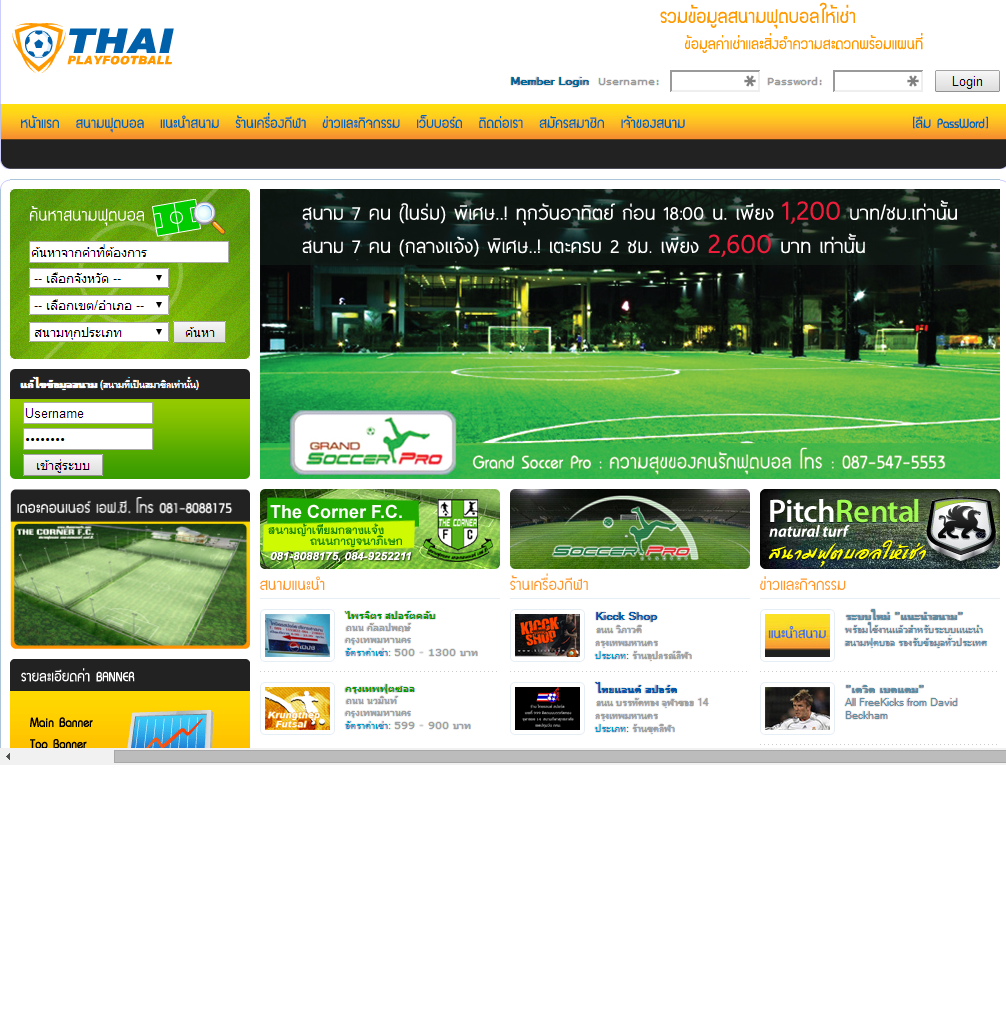 THAI
PLAYFOOTBALL
รวมข้อมูลสนามฟุตบอลให้เช่า
ข้อมูลค่าเช่าและสิ่งอำความสะดวกพร้อมแผนที่
Member Login Username: Password: Login
หน้าแรก สนามฟุตบอล แนะนำสนาม ร้านเครื่องกีฬา ข่าวและกิจกรรม เว็บบอร์ด ติดต่อเรา สมัครสมาชิก เจ้าของสนาม [ลืม PassWord]
ค้นหาสนามฟุตบอล
ค้นหาจากคำที่ต้องการ
-- เลือกจังหวัด --
-- เลือกเขต/อำเภอ --
สนามทุกประเภท ค้นหา
แก้ไขข้อมูลสนาม (สนามที่เป็นสมาชิกเท่านั้น)
Username
••••••••
เข้าสู่ระบบ
สนาม 7 คน (ในร่ม) พิเศษ..! ทุกวันอาทิตย์ ก่อน 18:00 น. เพียง 1,200 บาท/ชม.เท่านั้น
สนาม 7 คน (กลางแจ้ง) พิเศษ..! เตะครบ 2 ชม. เพียง 2,600 บาท เท่านั้น
GRAND
SOCCER PRO
Grand Soccer Pro : ความสุขของคนรักฟุตบอล โทร : 087-547-5553
เดอะคอนเนอร์ เอฟ.ซี. โทร 081-8088175
THE CORNER F.C.
รายละเอียดค่า BANNER
Main Banner
Top Banner
The Corner F.C.
สนามหญ้าเทียมกลางแจ้ง
ถนนกาญจนาภิเษก
081-8088175, 084-9252211
THE CORNER
F C
SOCCER PRO
PitchRental
natural turf
สนามฟุตบอลให้เช่า
สนามแนะนำ
ไพรจิตร สปอร์ตคลับ
ถนน กัลปพฤษ์
กรุงเทพมหานคร
อัตราค่าเช่า: 500 - 1300 บาท
Krungthep
Futsal
กรุงเทพฟุตซอล
ถนน นวมินท์
กรุงเทพมหานคร
อัตราค่าเช่า: 599 - 900 บาท
ร้านเครื่องกีฬา
KICCK
SHOP
Kicck Shop
ถนน วิภาวดี
กรุงเทพมหานคร
ประเภท: ร้านอุปกรณ์กีฬา
ไทยแลนด์ สปอร์ต
ถนน บรรทัดทอง จุฬาซอย 14
กรุงเทพมหานคร
ประเภท: ร้านชุดกีฬา
ข่าวและกิจกรรม
แนะนำสนาม
ระบบใหม่ "แนะนำสนาม"
พร้อมใช้งานแล้วสำหรับระบบแนะนำ
สนามฟุตบอล รองรับข้อมูลทั่วประเทศ
"เดวิด เบคแฮม"
All FreeKicks from David
Beckham